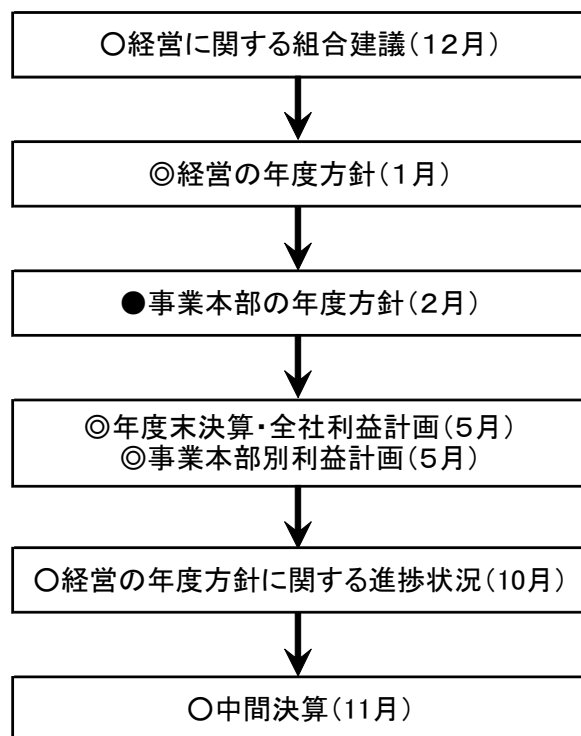 ○経営に関する組合建議（１２月）
◎経営の年度方針（１月）
●事業本部の年度方針（２月）
◎年度末決算・全社利益計画（５月）
◎事業本部別利益計画（５月）
○経営の年度方針に関する進捗状況（10月）
○中間決算（11月）